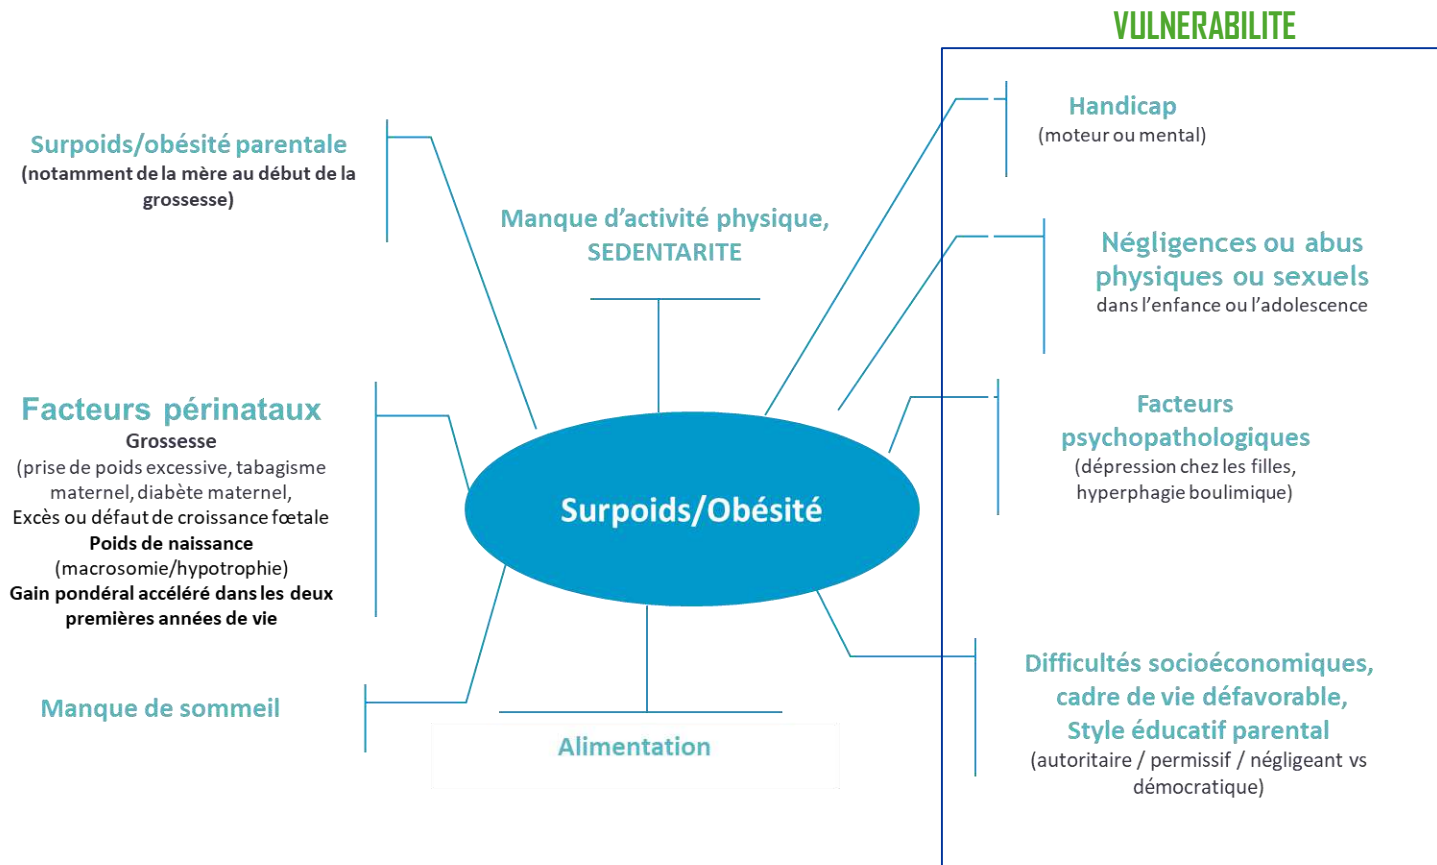 VULNERABILITE
Surpoids/obésité parentale
(notamment de la mère au début de la
grossesse)
Manque d’activité physique,
SEDENTARITE
Handicap
(moteur ou mental)
Négligences ou abus
physiques ou sexuels
dans l’enfance ou l’adolescence
Facteurs périnataux
Grossesse
(prise de poids excessive, tabagisme
maternel, diabète maternel,
Excès ou défaut de croissance fœtale
Poids de naissance
(macrosomie/hypotrophie)
Gain pondéral accéléré dans les deux
premières années de vie
Surpoids/Obésité
Facteurs
psychopathologiques
(dépression chez les filles,
hyperphagie boulimique)
Manque de sommeil
Alimentation
Difficultés socioéconomiques,
cadre de vie défavorable,
Style éducatif parental
(autoritaire / permissif / négligeant vs
démocratique)